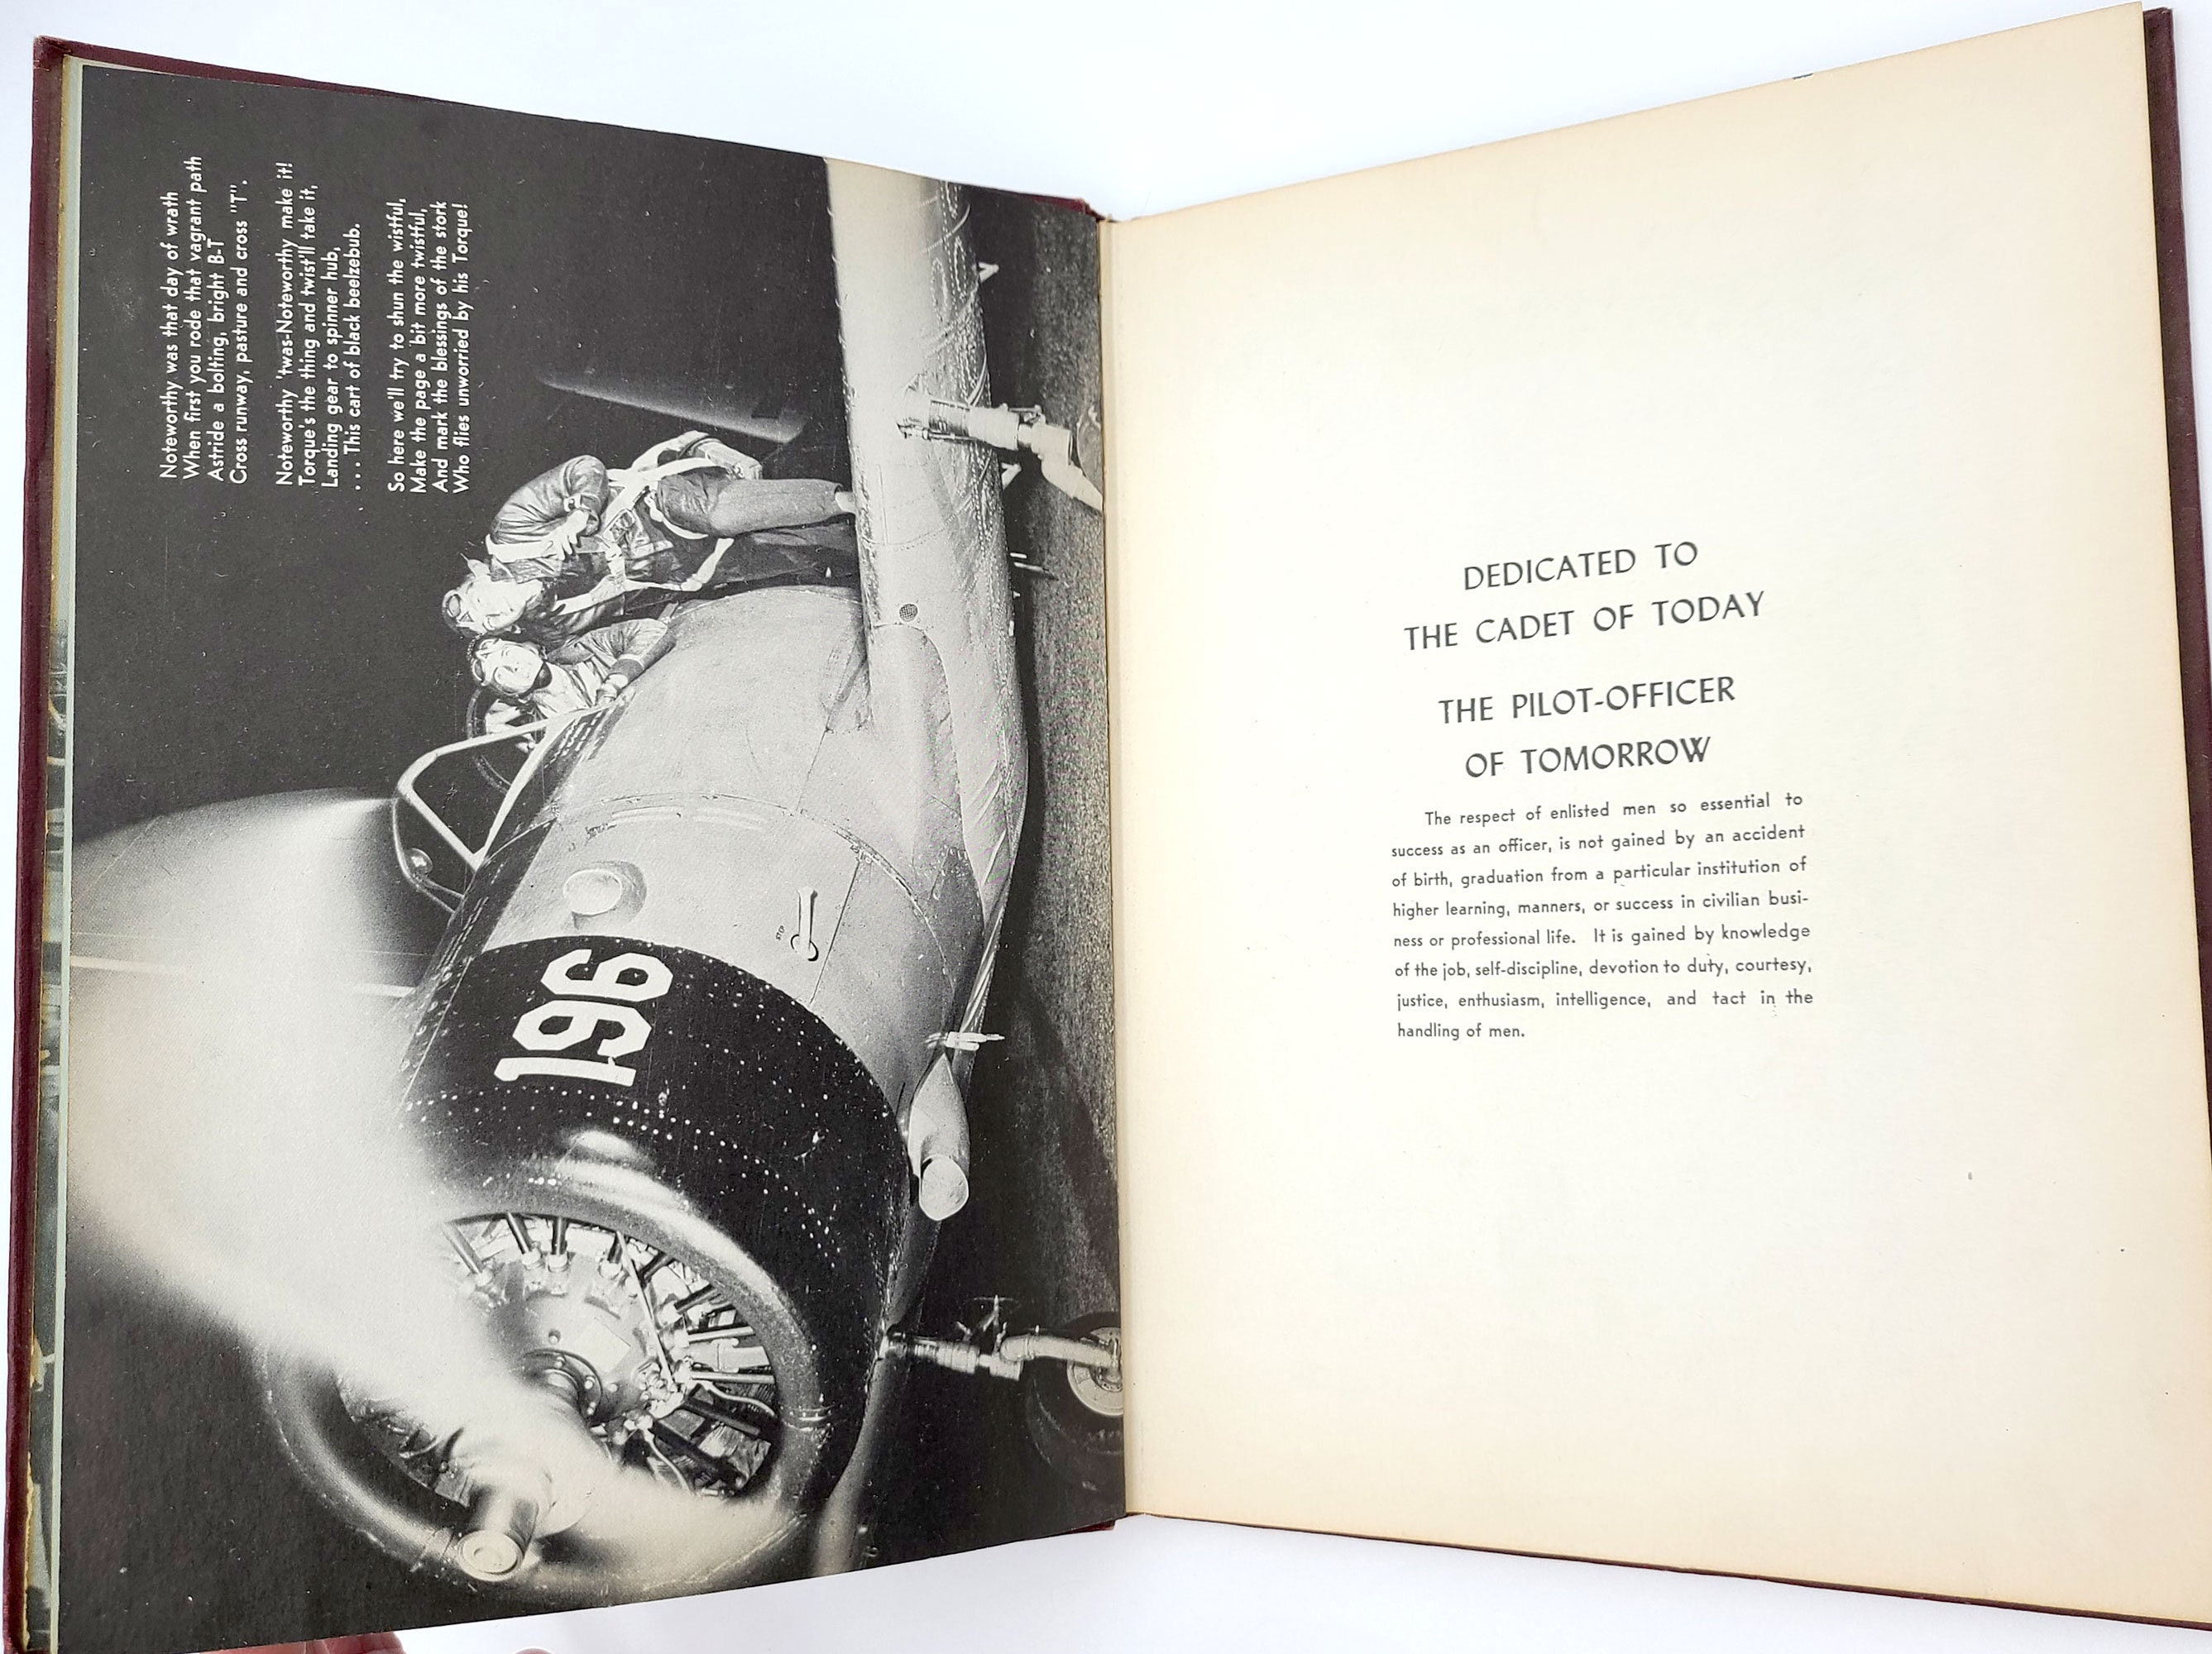 Noteworthy was that day of wrath
When first you rode that vagrant path
Astride a bolting, bright B-T
Cross runway, pasture and cross "T".
Noteworthy 'twas-Noteworthy make it!
Torque's the thing and twist'll take it,
Landing gear to spinner hub,
...This cart of black beelzebub.
So here we'll try to shun the wistful,
Make the page a bit more twistful,
And mark the blessings of the stork
Who flies unworried by his Torque!
196
STEP
DEDICATED TO
THE CADET OF TODAY
THE PILOT-OFFICER
OF TOMORROW
The respect of enlisted men so essential to
success as an officer, is not gained by an accident
of birth, graduation from a particular institution of
higher learning, manners, or success in civilian busi-
ness or professional life. It is gained by knowledge
of the job, self-discipline, devotion to duty, courtesy,
justice, enthusiasm, intelligence, and tact in the
handling of men.